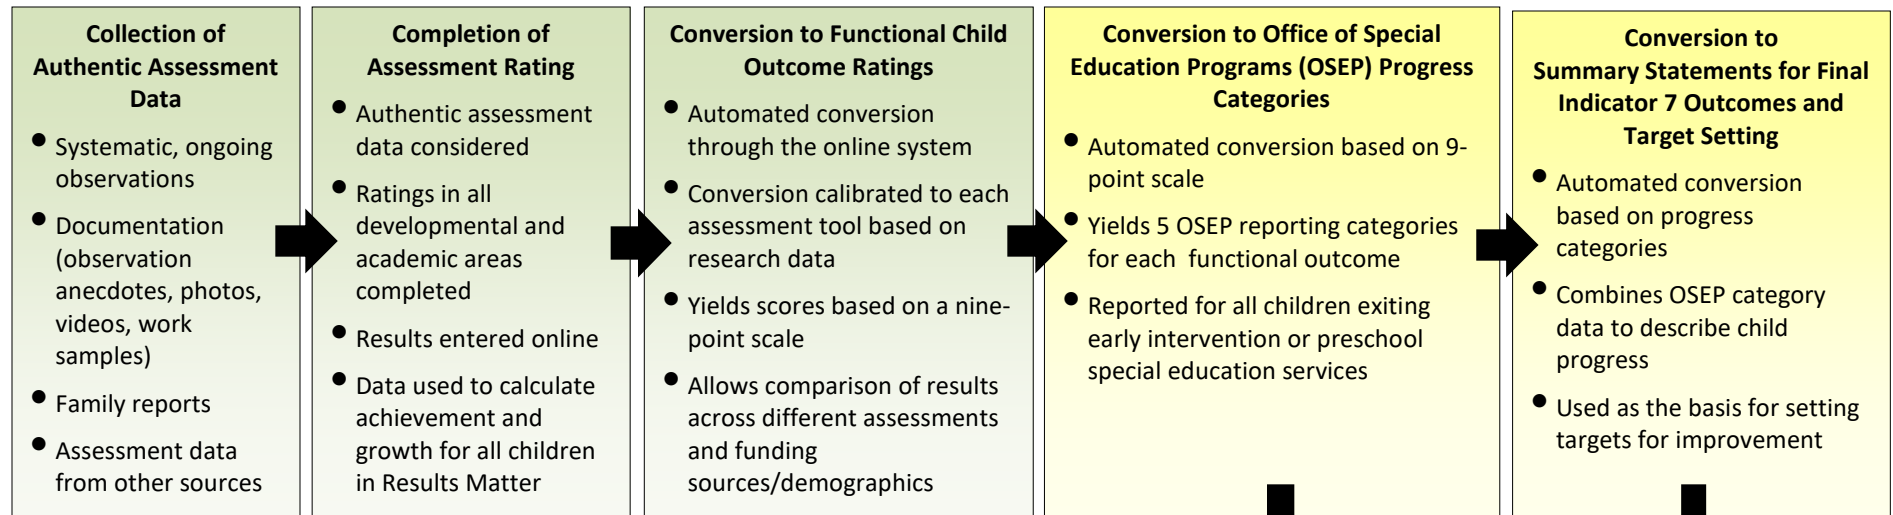 Collection of
Authentic Assessment
Data
• Systematic, ongoing
observations
• Documentation
(observation
anecdotes, photos,
videos, work
samples)
• Family reports
• Assessment data
from other sources
Completion of
Assessment Rating
• Authentic assessment
data considered
• Ratings in all
developmental and
academic areas
completed
• Results entered online
• Data used to calculate
achievement and
growth for all children
in Results Matter
Conversion to Functional Child
Outcome Ratings
• Automated conversion
through the online system
• Conversion calibrated to each
assessment tool based on
research data
• Yields scores based on a nine-
point scale
• Allows comparison of results
across different assessments
and funding
sources/demographics
Conversion to Office of Special
Education Programs (OSEP) Progress
Categories
• Automated conversion based on 9-
point scale
• Yields 5 OSEP reporting categories
for each functional outcome
• Reported for all children exiting
early intervention or preschool
special education services
Conversion to
Summary Statements for Final
Indicator 7 Outcomes and
Target Setting
• Automated conversion
based on progress
categories
• Combines OSEP category
data to describe child
progress
• Used as the basis for setting
targets for improvement